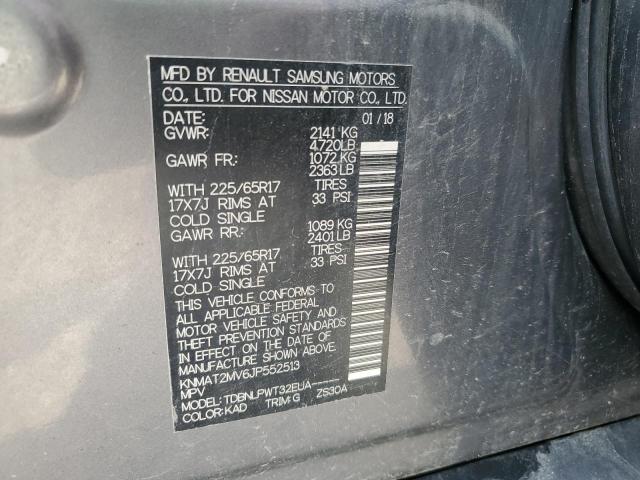 MFD BY RENAULT SAMSUNG MOTORS
CO., LTD. FOR NISSAN MOTOR CO., LTD.
DATE: 01 / 18
GVWR: 2141 KG
4720LB
GAWR FR: 1072 KG
2363LB
WITH 225/65R17 TIRES
17X7J RIMS AT 33 PSI
COLD SINGLE
GAWR RR: 1089 KG
2401LB
WITH 225/65R17 TIRES
17X7J RIMS AT 33 PSI
COLD SINGLE
THIS VEHICLE CONFORMS TO
ALL APPLICABLE FEDERAL
MOTOR VEHICLE SAFETY AND
THEFT PREVENTION STANDARDS
IN EFFECT ON THE DATE OF
MANUFACTURE SHOWN ABOVE.
KNMAT2MV6JP552513
MPV
MODEL: TDBNLPWT32EUA-----
COLOR: KAD TRIM: G ZS30A